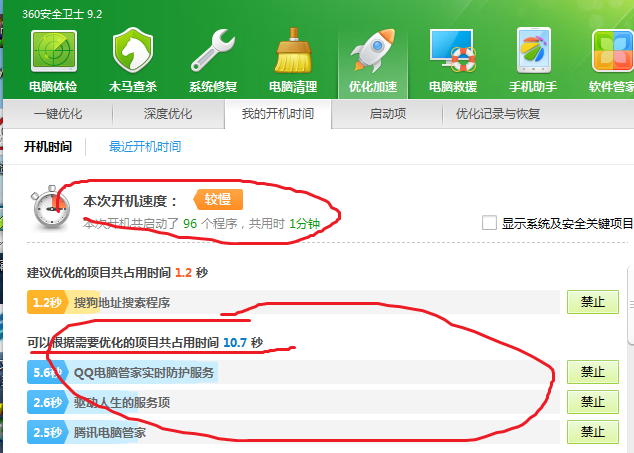 360安全卫士 9.2
电脑体检 木马查杀 系统修复 电脑清理 优化加速 电脑救援 手机助手 软件管家
一键优化 深度优化 我的开机时间 启动项 优化记录与恢复
开机时间 最近开机时间
本次开机速度： 较慢
本次开机共启动了 96 个程序，共用时 1分钟
显示系统及安全关键项目
建议优化的项目共占用时间 1.2 秒
1.2秒 搜狗地址搜索程序 禁止
可以根据需要优化的项目共占用时间 10.7 秒
5.6秒 QQ电脑管家实时防护服务 禁止
2.6秒 驱动人生的服务项 禁止
2.5秒 腾讯电脑管家 禁止